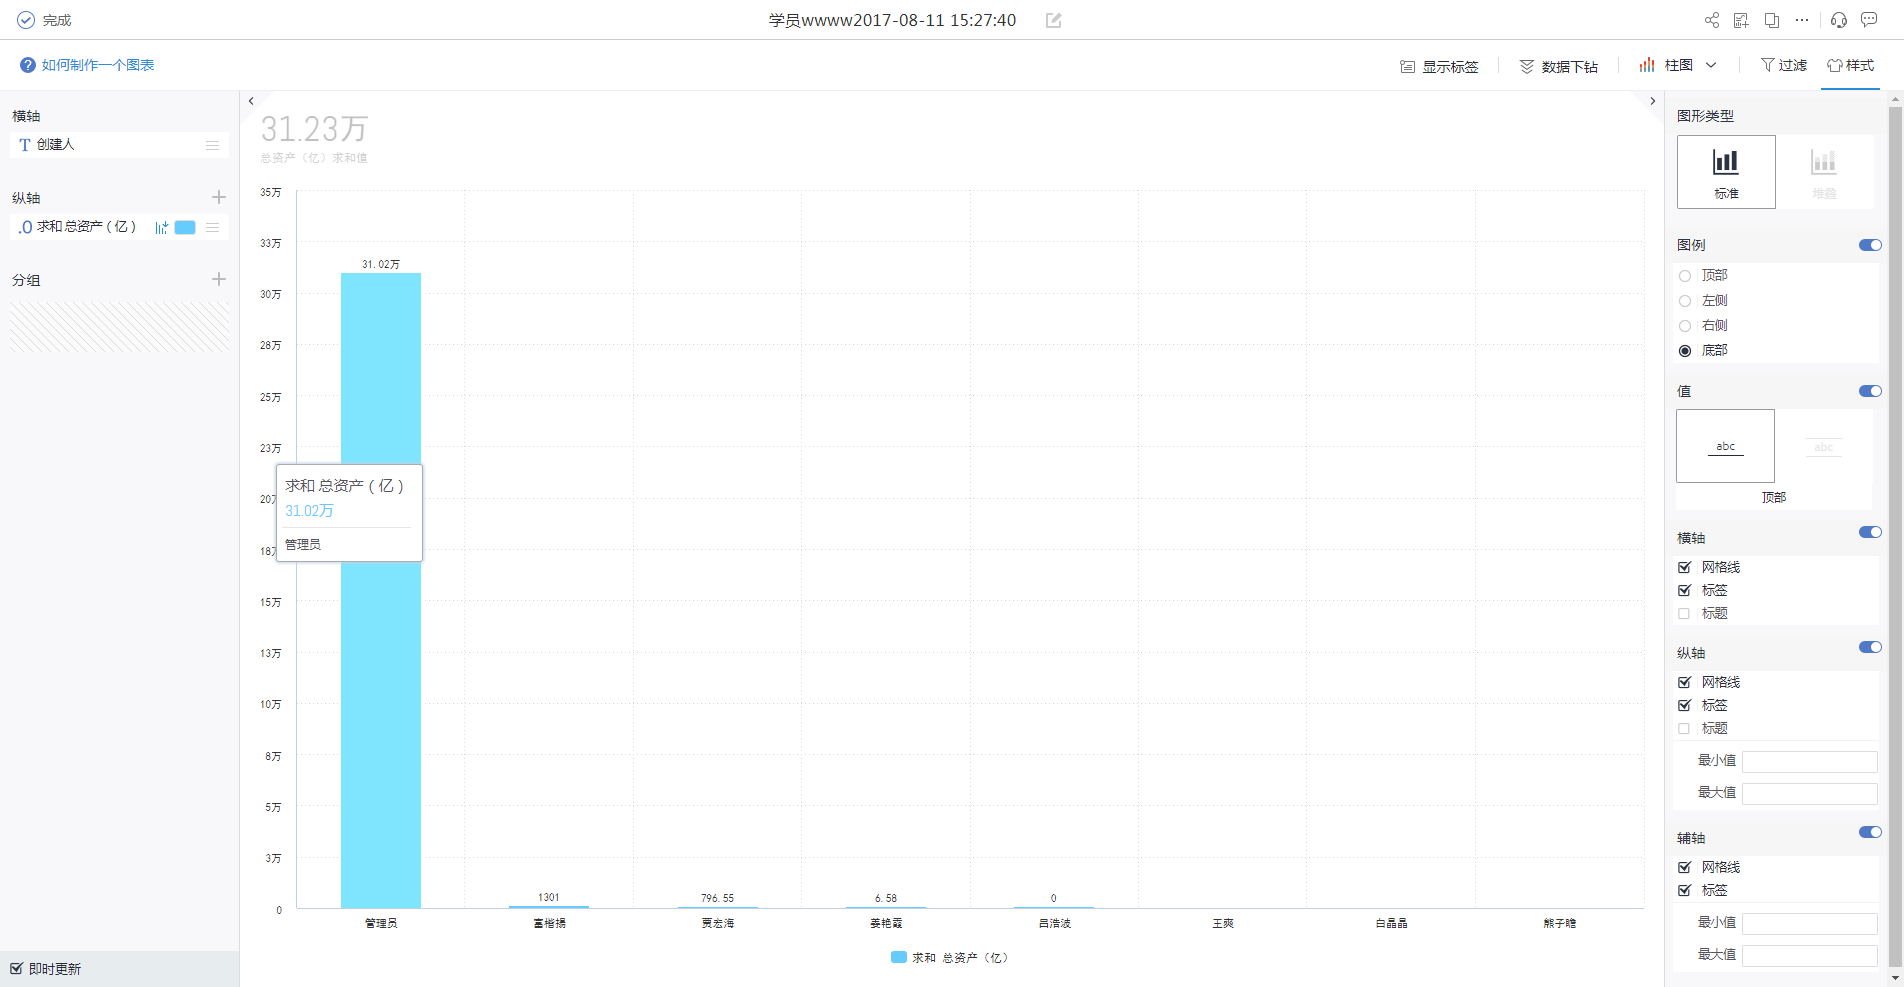 完成
学员wwww2017-08-11 15:27:40
? 如何制作一个图表
显示标签
数据下钻
柱图
过滤
样式
横轴
T 创建人
纵轴
.0 求和 总资产 ( 亿 )
分组
即时更新
31.23万
总资产（亿）求和值
35万
33万
30万
28万
25万
23万
20万
18万
15万
13万
10万
8万
5万
3万
0
31.02万
1301
796.55
6.58
0
求和 总资产 ( 亿 )
31.02万
管理员
管理员
富楷揚
贾宏海
姜艳霞
吕浩波
王爽
白晶晶
熊子瞻
求和 总资产（亿）
图形类型
标准
堆叠
图例
顶部
左侧
右侧
底部
值
abc
abc
顶部
横轴
网格线
标签
标题
纵轴
网格线
标签
标题
最小值
最大值
辅轴
网格线
标签
最小值
最大值